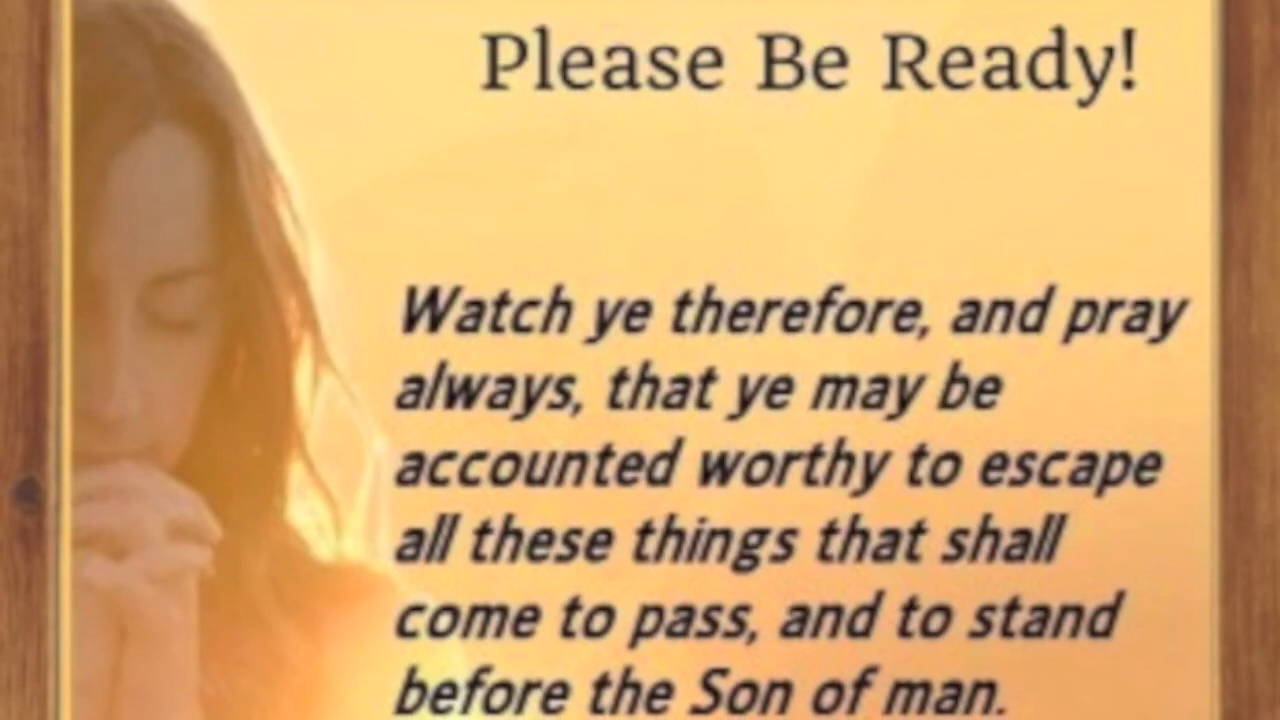 Please Be Ready!
Watch ye therefore, and pray
always, that ye may be
accounted worthy to escape
all these things that shall
come to pass, and to stand
before the Son of man.